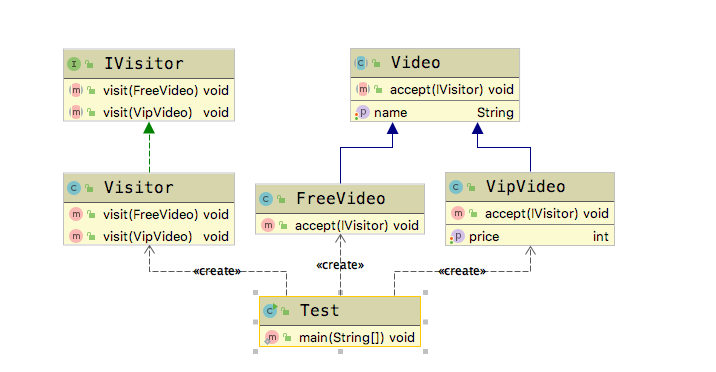 IVisitor
visit(FreeVideo) void
visit(VipVideo) void
Video
accept(IVisitor) void
name String
Visitor
visit(FreeVideo) void
visit(VipVideo) void
FreeVideo
accept(IVisitor) void
VipVideo
accept(IVisitor) void
price int
«create»
«create»
«create»
Test
main(String[]) void